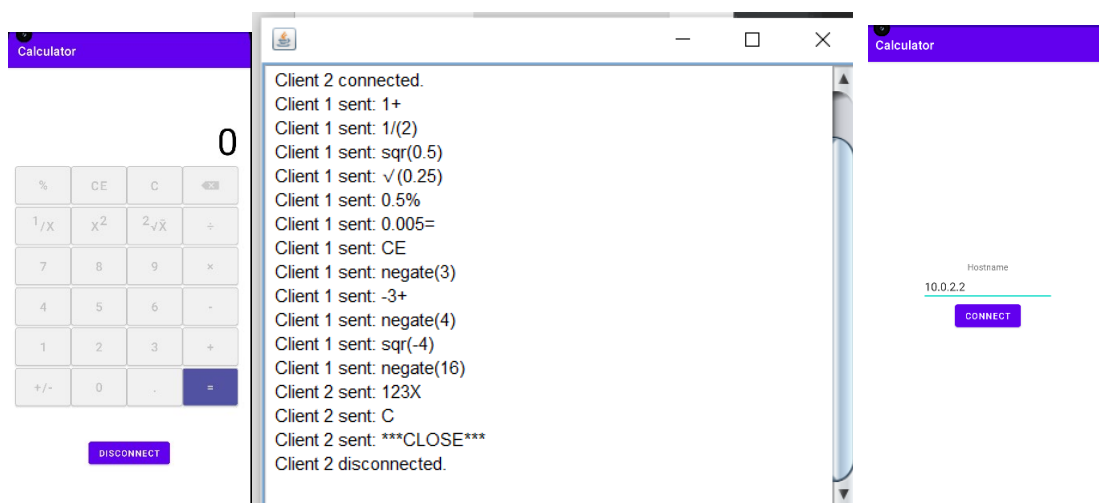 Calculator
0
% CE C
1/X X² ²√x̄ ÷
7 8 9 ×
4 5 6 -
1 2 3 +
+/- 0 . =
DISCONNECT
Client 2 connected.
Client 1 sent: 1+
Client 1 sent: 1/(2)
Client 1 sent: sqr(0.5)
Client 1 sent: √(0.25)
Client 1 sent: 0.5%
Client 1 sent: 0.005=
Client 1 sent: CE
Client 1 sent: negate(3)
Client 1 sent: -3+
Client 1 sent: negate(4)
Client 1 sent: sqr(-4)
Client 1 sent: negate(16)
Client 2 sent: 123X
Client 2 sent: C
Client 2 sent: ***CLOSE***
Client 2 disconnected.
Calculator
Hostname
10.0.2.2
CONNECT